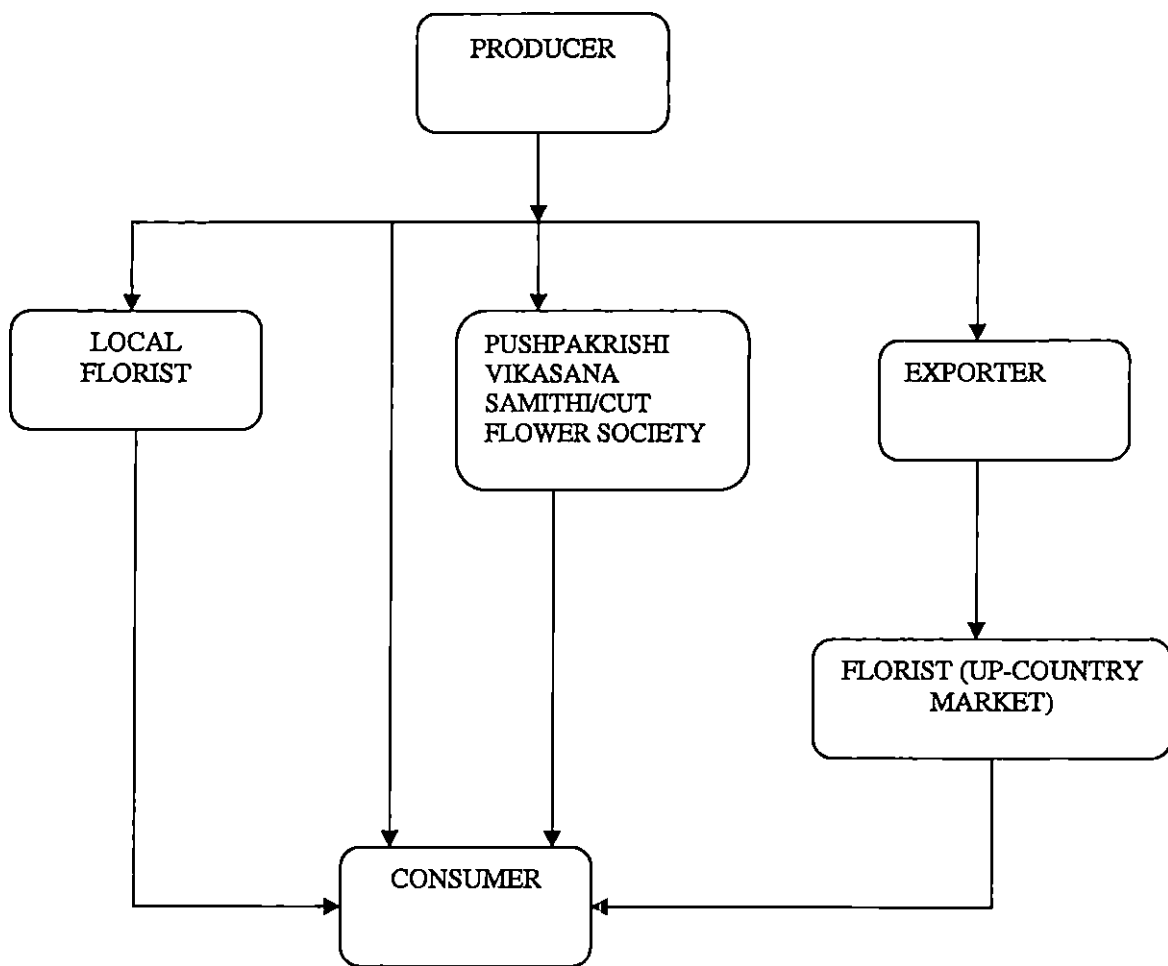 PRODUCER
LOCAL
FLORIST
PUSHPAKRISHI
VIKASANA
SAMITHI/CUT
FLOWER SOCIETY
EXPORTER
FLORIST (UP-COUNTRY
MARKET)
CONSUMER